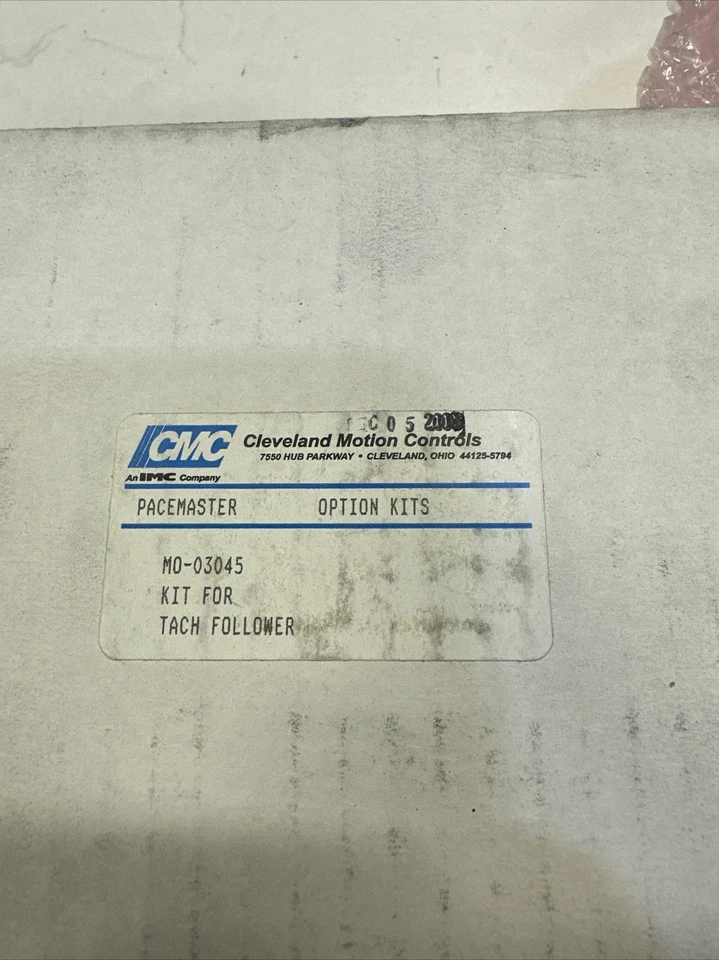 05
CMC Cleveland Motion Controls
7550 HUB PARKWAY • CLEVELAND, OHIO 44125-5794
An IMC Company
PACEMASTER OPTION KITS
MO-03045
KIT FOR
TACH FOLLOWER